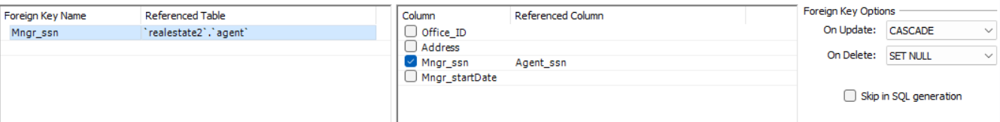 Foreign Key Name Referenced Table
Mngr_ssn `realestate2`.`agent`
Column Referenced Column
Office_ID
Address
Mngr_ssn Agent_ssn
Mngr_startDate
Foreign Key Options
On Update: CASCADE
On Delete: SET NULL
Skip in SQL generation